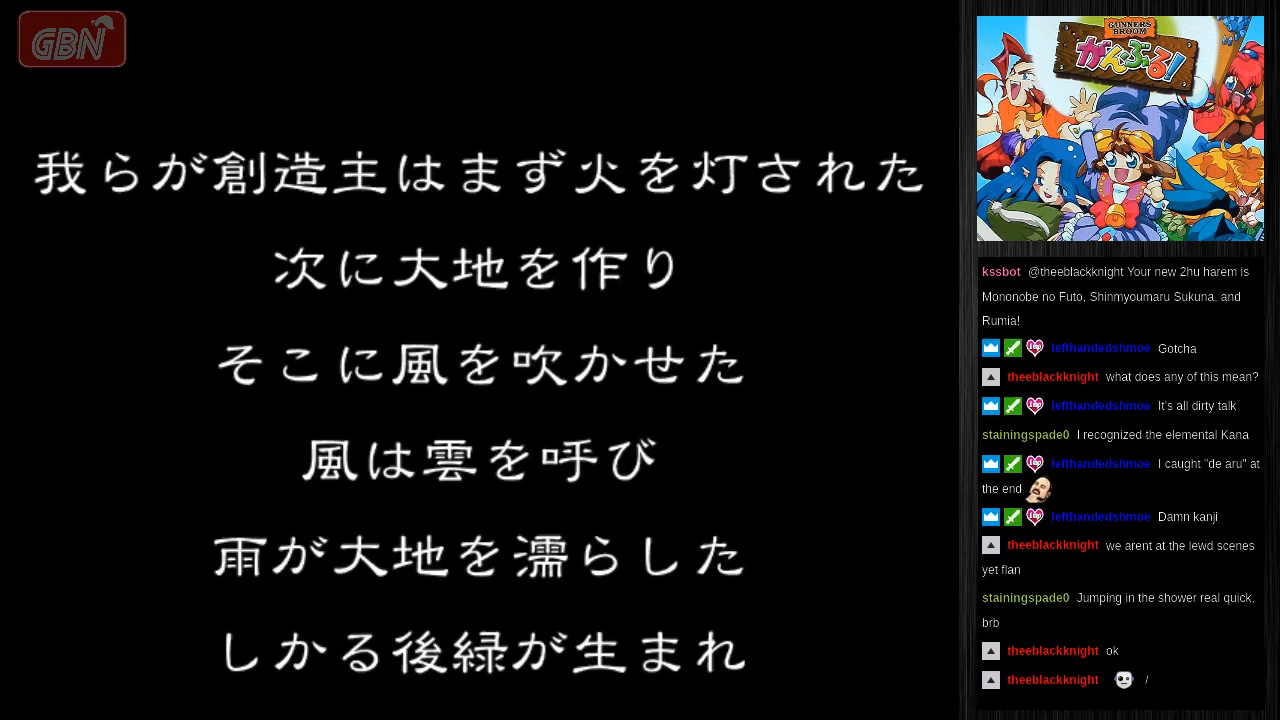 GBN
我らが創造主はまず火を灯された
次に大地を作り
そこに風を吹かせた
風は雲を呼び
雨が大地を濡らした
しかる後緑が生まれ
GUNNERS
BROOM
がんぶる!
kssbot @theeblackknight Your new 2hu harem is
Mononobe no Futo, Shinmyoumaru Sukuna, and
Rumia!
lefthandedshmoe Gotcha
theeblackknight what does any of this mean?
lefthandedshmoe It's all dirty talk
stainingspade0 I recognized the elemental Kana
lefthandedshmoe I caught "de aru" at
the end
lefthandedshmoe Damn kanji
theeblackknight we arent at the lewd scenes
yet flan
stainingspade0 Jumping in the shower real quick,
brb
theeblackknight ok
theeblackknight /